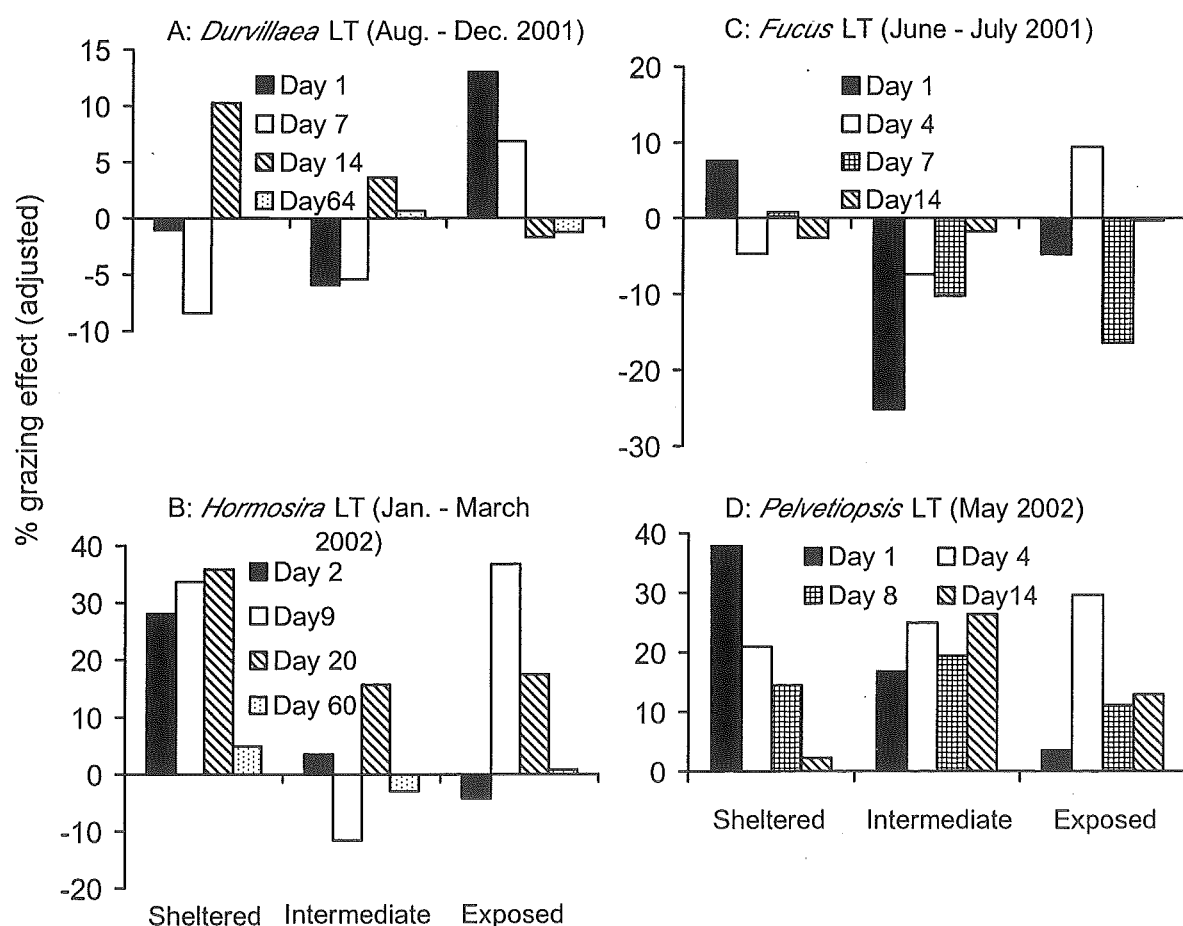 A: Durvillaea LT (Aug. - Dec. 2001)
15
10
5
0
-5
-10
Day 1
Day 7
Day 14
Day64
C: Fucus LT (June - July 2001)
20
10
0
-10
-20
-30
Day 1
Day 4
Day 7
Day14
% grazing effect (adjusted)
B: Hormosira LT (Jan. - March
2002)
40
30
20
10
0
-10
-20
Day 2
Day9
Day 20
Day 60
Sheltered Intermediate Exposed
D: Pelvetiopsis LT (May 2002)
40
30
20
10
0
Day 1 Day 4
Day 8 Day14
Sheltered Intermediate Exposed